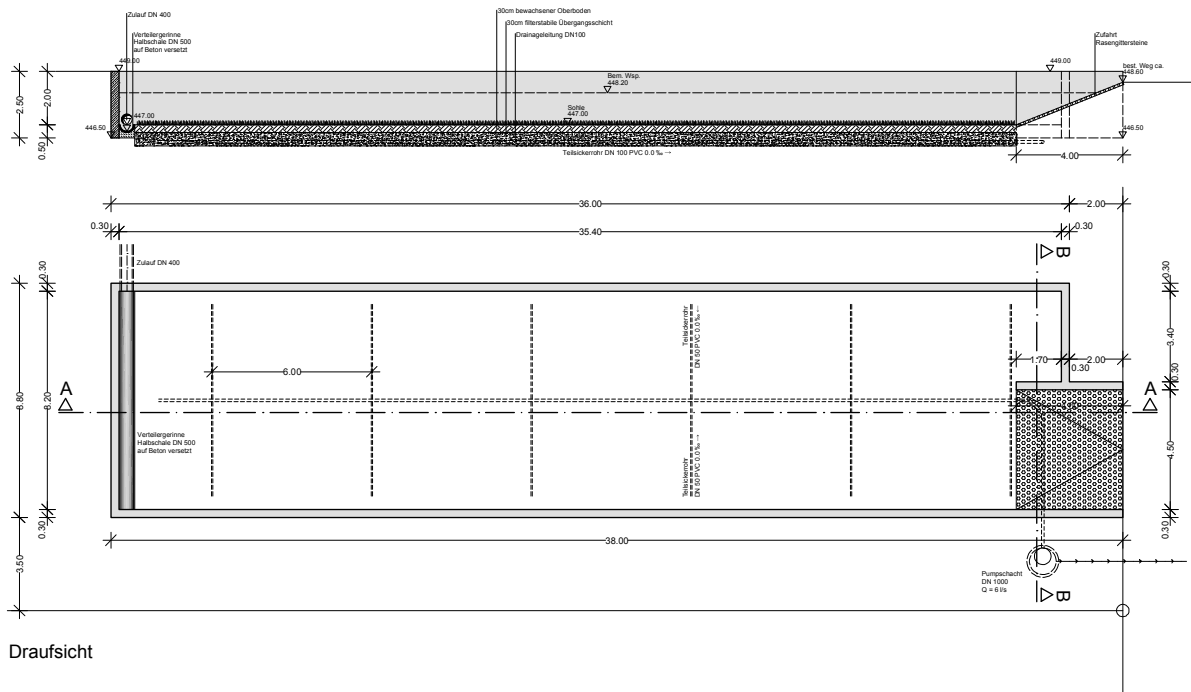 Zulauf DN 400
Verteilergerinne
Halbschale DN 500
auf Beton versetzt
30cm bewachsener Oberboden
30cm filterstabile Übergangsschicht
Drainageleitung DN100
Zufahrt
Rasengittersteine
449.00
449.00
best. Weg ca.
448.60
Bem. Wsp.
448.20
2.50
2.00
0.50
447.00
446.50
Sohle
447.00
446.50
Teilsickerrohr DN 100 PVC 0.0 ‰ →
4.00
36.00
2.00
0.30
35.40
0.30
B
Zulauf DN 400
0.30
0.30
Teilsickerrohr
DN 50 PVC 0.0 ‰ →
3.40
6.00
1.70
2.00
0.30
0.30
A
A
8.80
8.20
Verteilergerinne
Halbschale DN 500
auf Beton versetzt
Teilsickerrohr
DN 50 PVC 0.0 ‰ →
4.50
0.30
0.30
38.00
3.50
Pumpschacht
DN 1000
Q = 6 l/s
B
Draufsicht